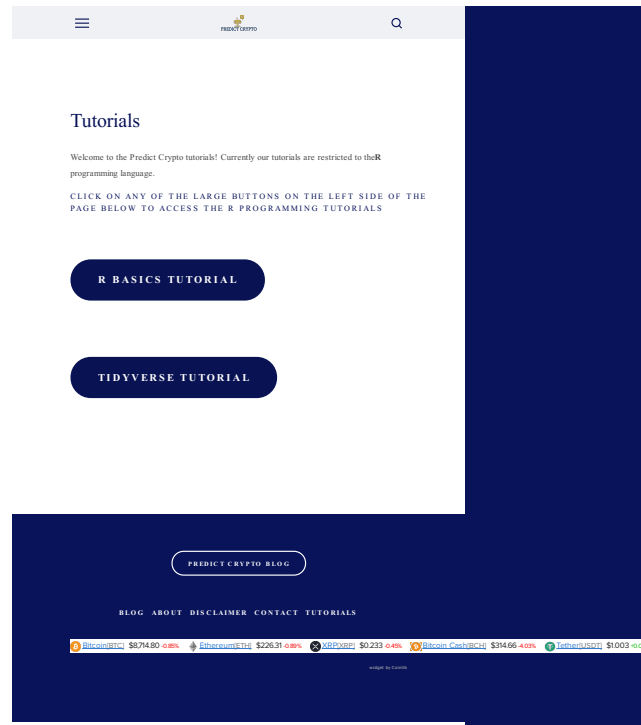 PREDICT CRYPTO
Tutorials
Welcome to the Predict Crypto tutorials! Currently our tutorials are restricted to theR
programming language.
CLICK ON ANY OF THE LARGE BUTTONS ON THE LEFT SIDE OF THE
PAGE BELOW TO ACCESS THE R PROGRAMMING TUTORIALS
R BASICS TUTORIAL
TIDYVERSE TUTORIAL
PREDICT CRYPTO BLOG
BLOG ABOUT DISCLAIMER CONTACT TUTORIALS
Bitcoin[BTC] $8,714.80 -0.85% Ethereum[ETH] $226.31 -0.89% XRP[XRP] $0.233 -0.45% Bitcoin Cash[BCH] $314.66 -4.03% Tether[USDT] $1.003